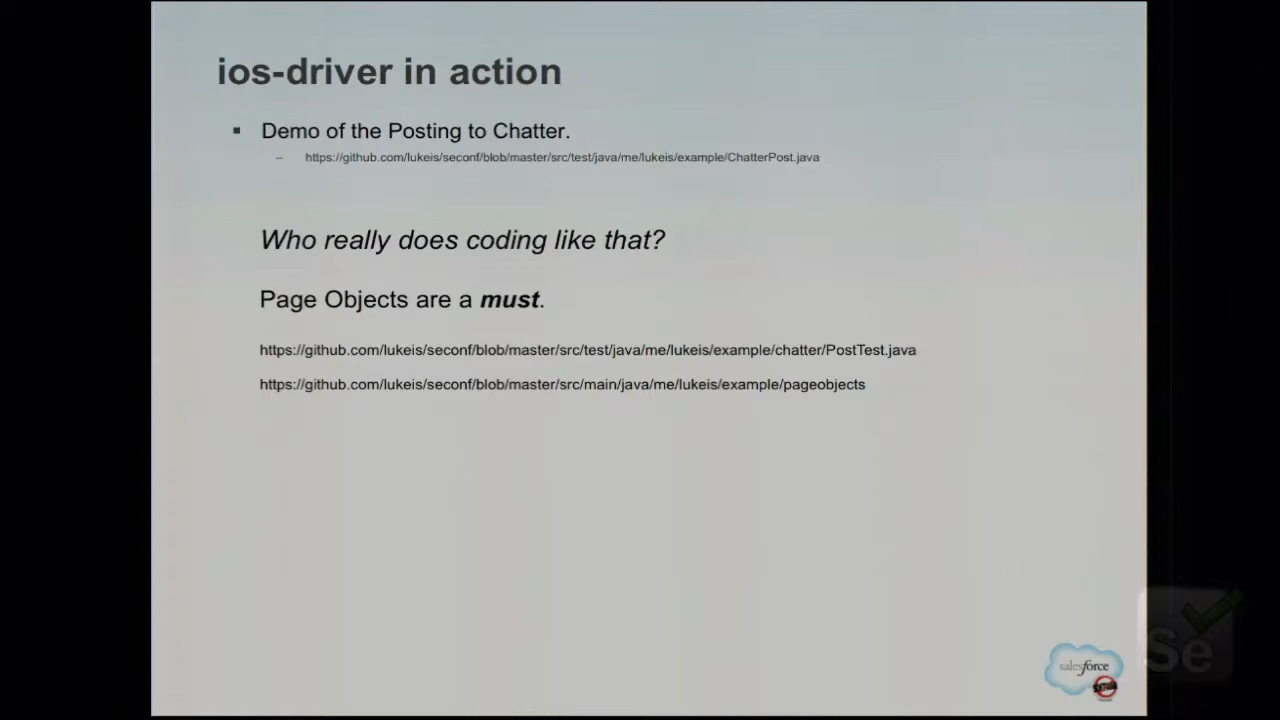 ios-driver in action
▪ Demo of the Posting to Chatter.
– https://github.com/lukeis/seconf/blob/master/src/test/java/me/lukeis/example/ChatterPost.java
Who really does coding like that?
Page Objects are a must.
https://github.com/lukeis/seconf/blob/master/src/test/java/me/lukeis/example/chatter/PostTest.java
https://github.com/lukeis/seconf/blob/master/src/main/java/me/lukeis/example/pageobjects
salesforce
Se